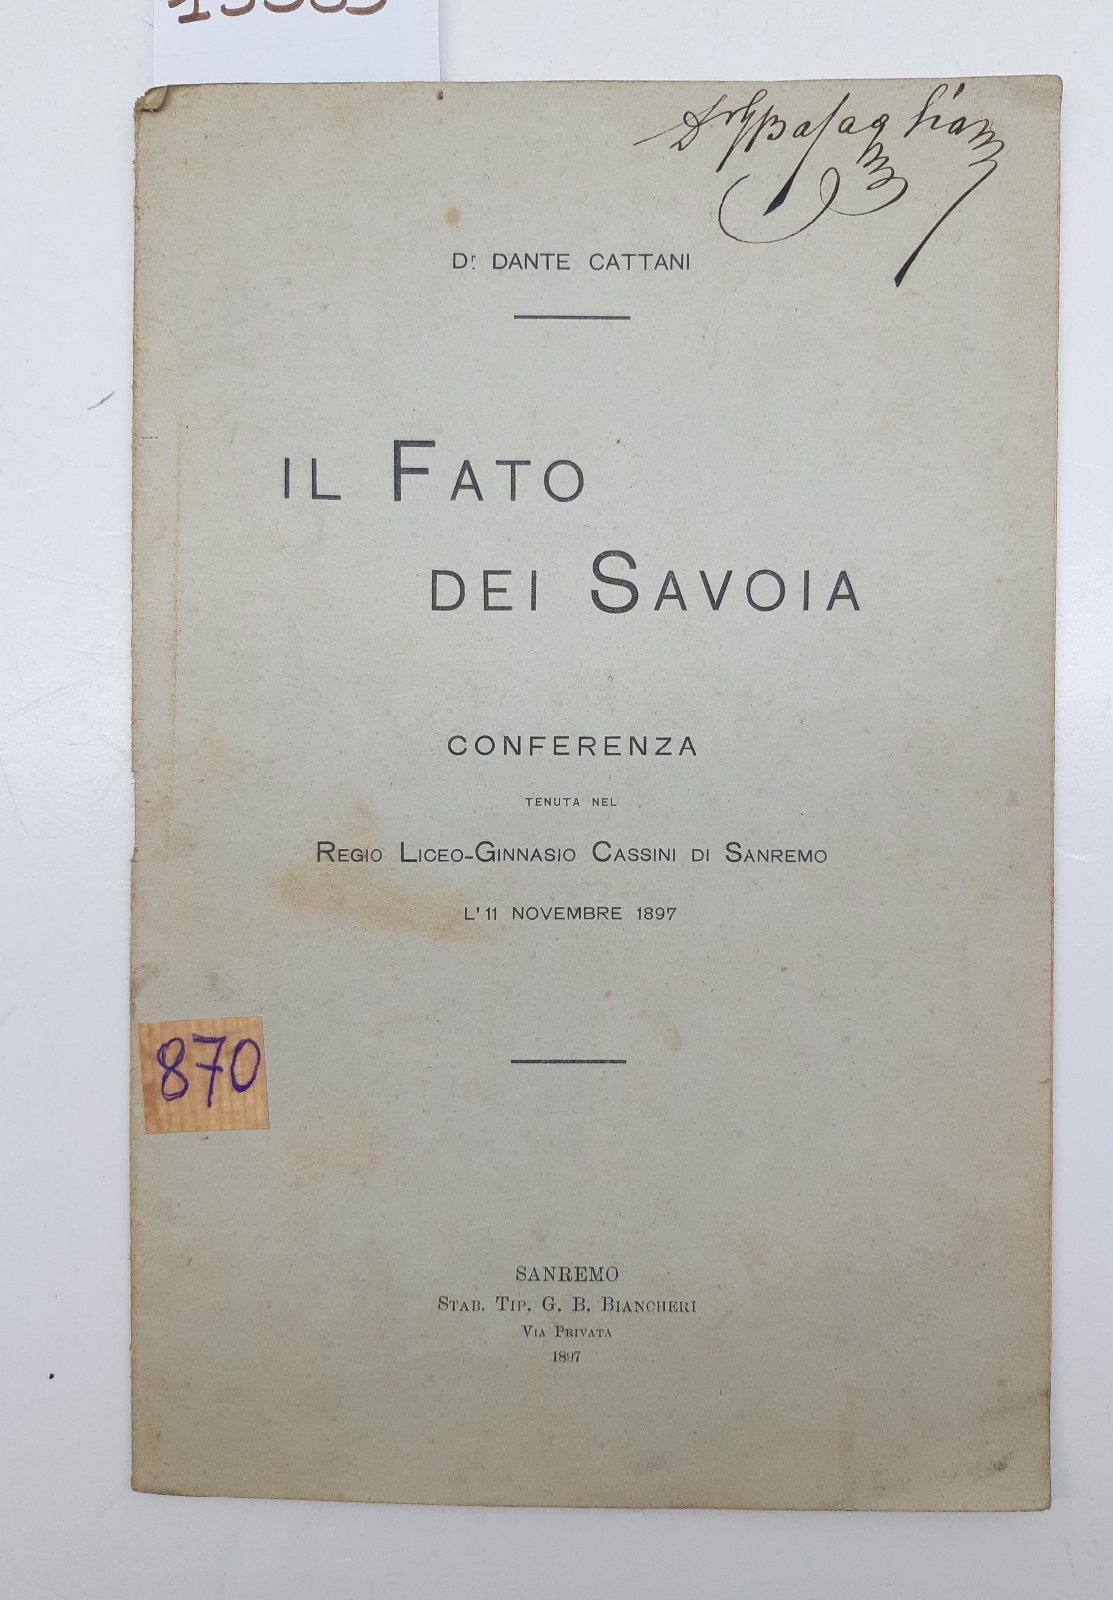 Dr DANTE CATTANI
IL FATO
DEI SAVOIA
CONFERENZA
TENUTA NEL
REGIO LICEO-GINNASIO CASSINI DI SANREMO
L'11 NOVEMBRE 1897
870
SANREMO
STAB. TIP. G. B. BIANCHERI
VIA PRIVATA
1897